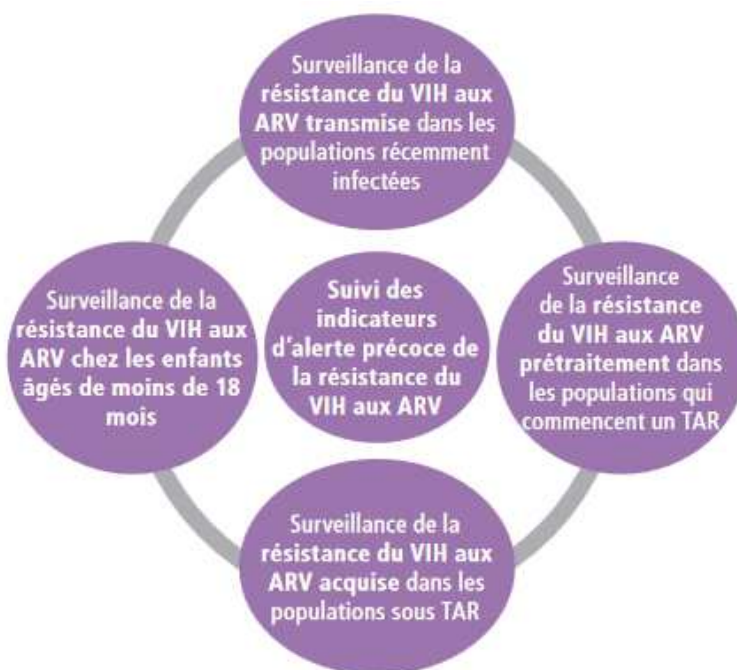 Surveillance de la
résistance du VIH aux
ARV transmise dans les
populations récemment
infectées
Surveillance de la
résistance du VIH aux
ARV chez les enfants
âgés de moins de 18
mois
Suivi des
indicateurs
d'alerte précoce de
la résistance du
VIH aux ARV
Surveillance
de la résistance
du VIH aux ARV
prétraitement dans
les populations qui
commencent un TAR
Surveillance de la
résistance du VIH aux
ARV acquise dans les
populations sous TAR